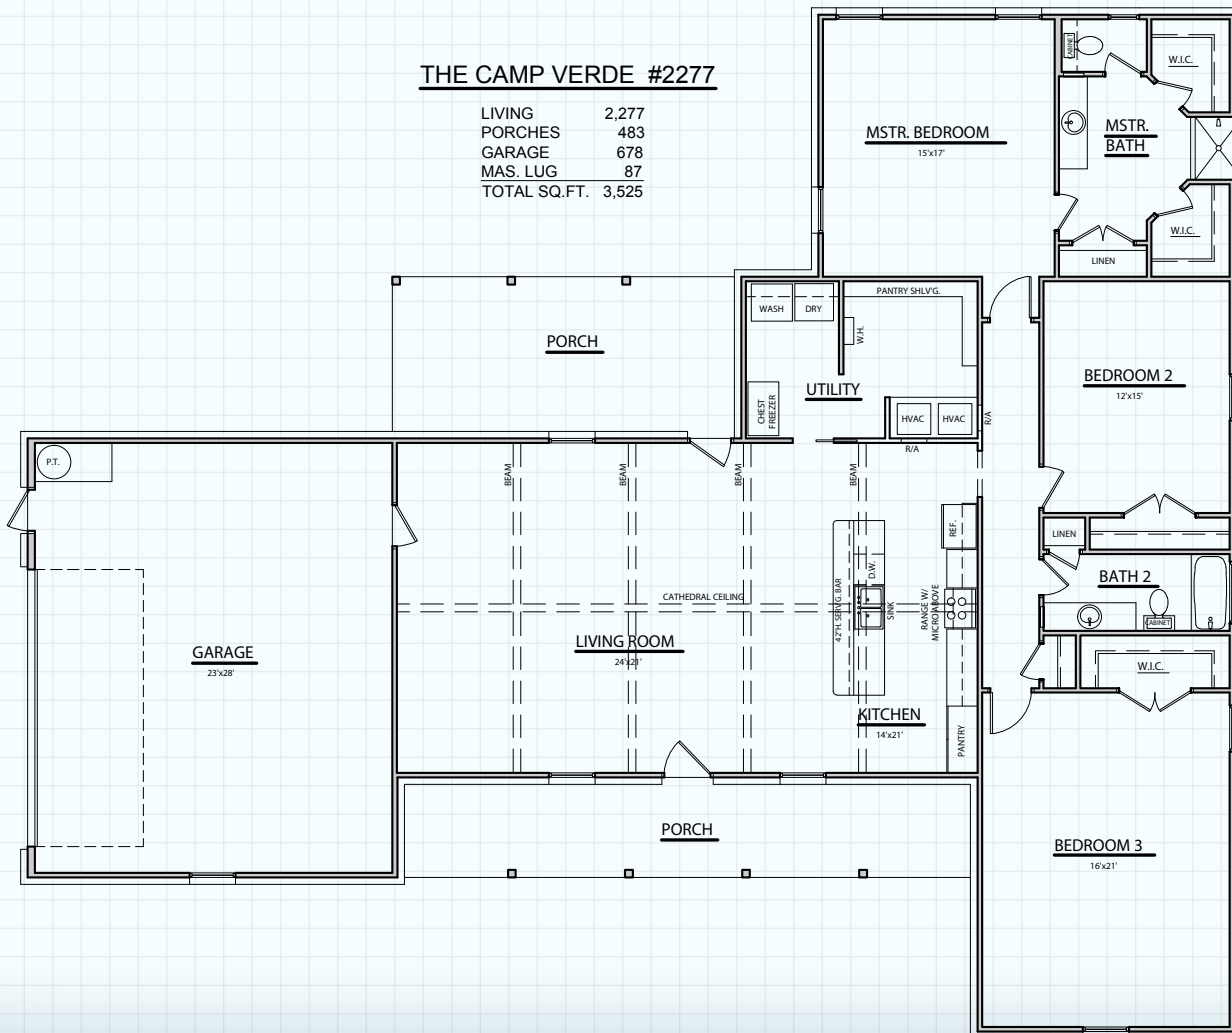 THE CAMP VERDE #2277
LIVING 2,277
PORCHES 483
GARAGE 678
MAS. LUG 87
TOTAL SQ.FT. 3,525
MSTR. BEDROOM
15'x17'
CABINET
W.I.C.
MSTR.
BATH
W.I.C.
LINEN
PORCH
WASH
DRY
PANTRY SHLV'G.
W.H.
UTILITY
CHEST
FREEZER
HVAC
HVAC
R/A
R/A
BEDROOM 2
12'x15'
P.T.
BEAM
BEAM
BEAM
BEAM
REF.
LINEN
D.W.
SINK
42"H. SERVG. BAR
RANGE W/
MICRO ABOVE
CATHEDRAL CEILING
BATH 2
CABINET
GARAGE
23'x28'
LIVING ROOM
24'x21'
W.I.C.
KITCHEN
14'x21'
PANTRY
PORCH
BEDROOM 3
16'x21'